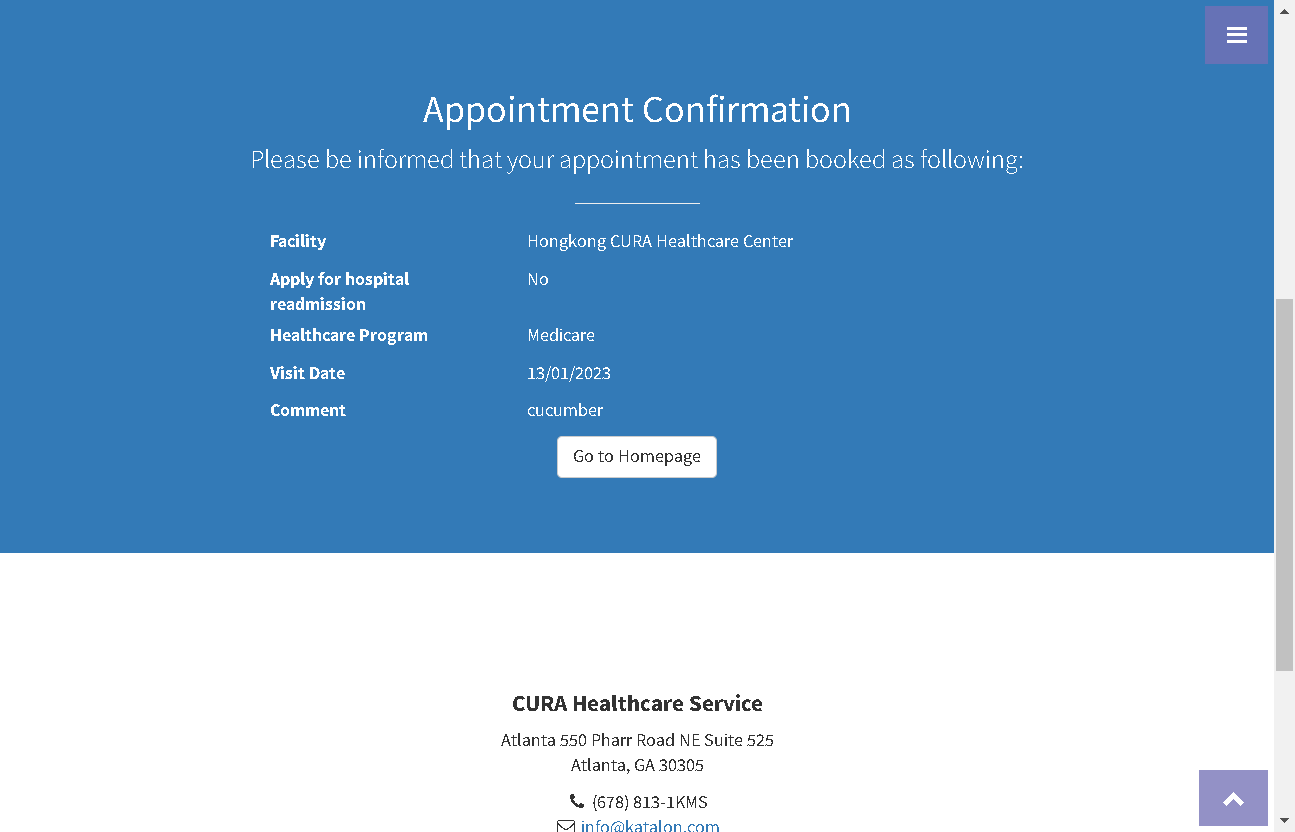 Appointment Confirmation
Please be informed that your appointment has been booked as following:
Facility Hongkong CURA Healthcare Center
Apply for hospital No
readmission
Healthcare Program Medicare
Visit Date 13/01/2023
Comment cucumber
Go to Homepage
CURA Healthcare Service
Atlanta 550 Pharr Road NE Suite 525
Atlanta, GA 30305
(678) 813-1KMS
info@katalon.com